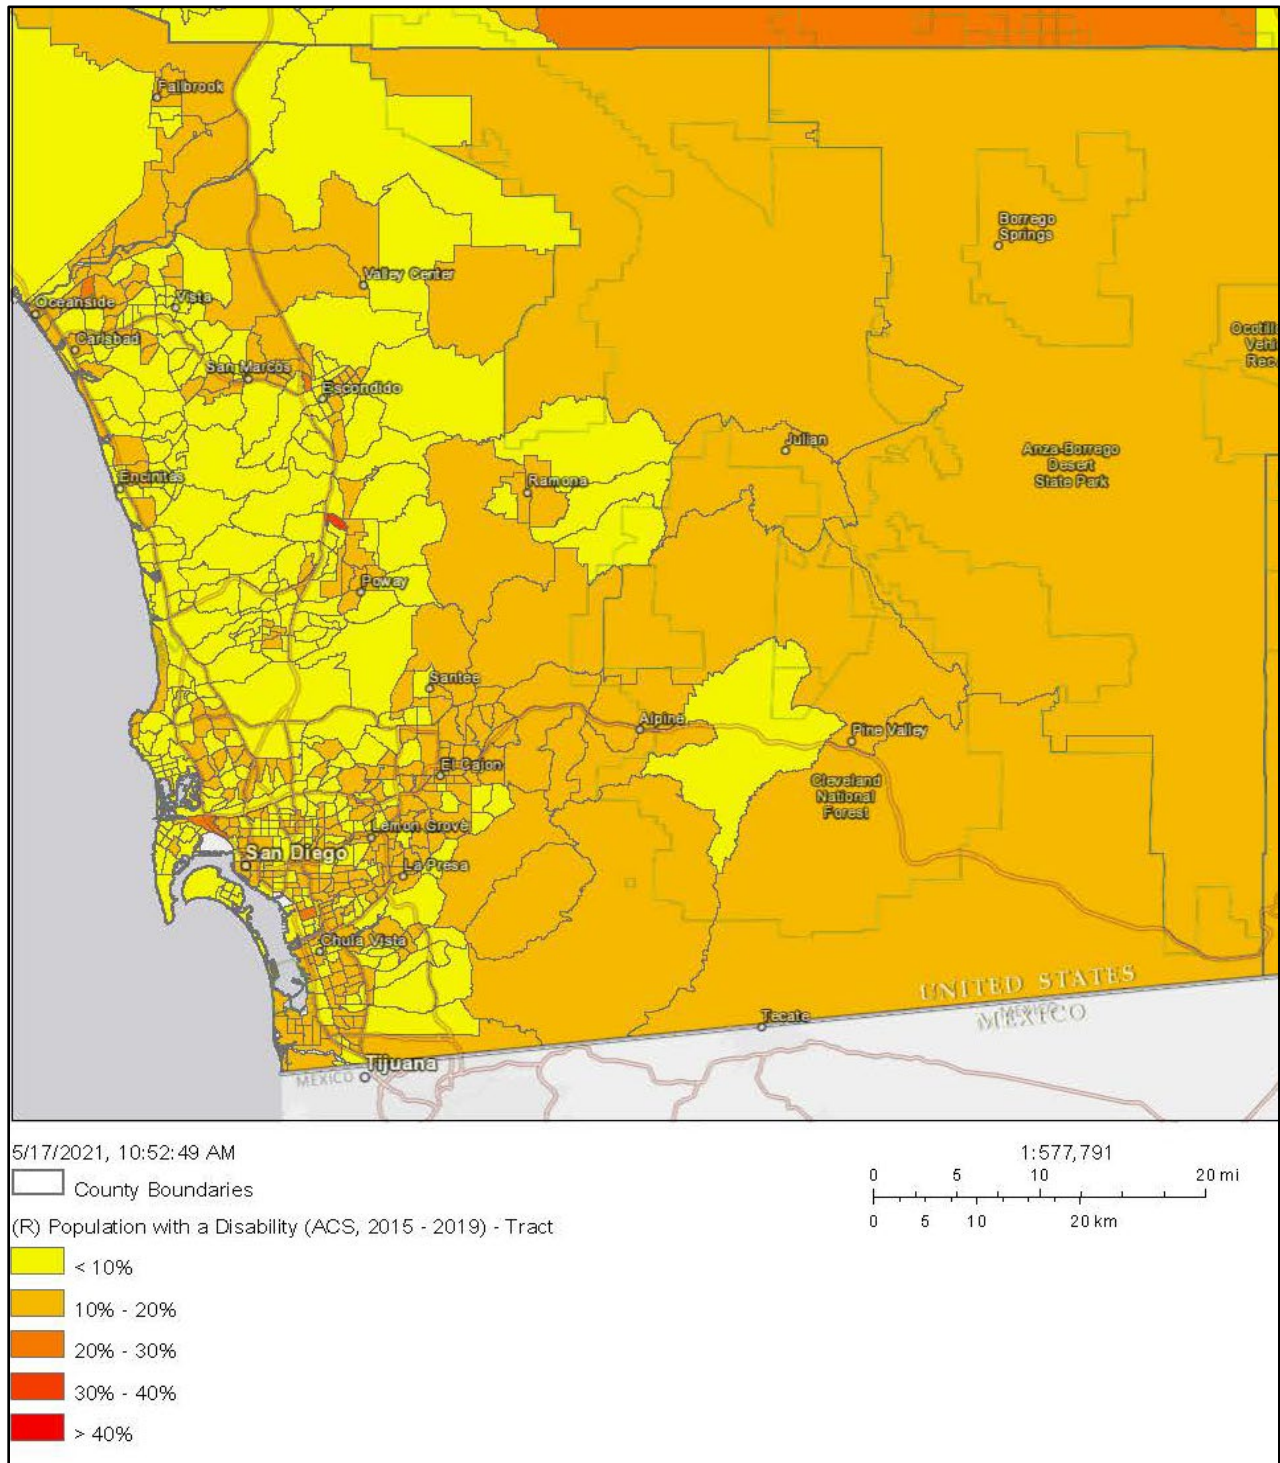 Fallbrook
Borrego
Springs
Valley Center
Oceanside
Vista
Ocotill
Vehic
Rec.
Carlsbad
San Marcos
Escondido
Julian
Anza-Borrego
Desert
State Park
Encinitas
Ramona
Poway
Santee
Alpine
Pine Valley
El Cajon
Cleveland
National
Forest
Lemon Grove
San Diego
La Presa
Chula Vista
UNITED STATES
MEXICO
MEXICO
Tecate
Tijuana
MEXICO
5/17/2021, 10:52:49 AM
1:577,791
0 5 10 20 mi
County Boundaries
0 5 10 20 km
(R) Population with a Disability (ACS, 2015 - 2019) - Tract
< 10%
10% - 20%
20% - 30%
30% - 40%
> 40%